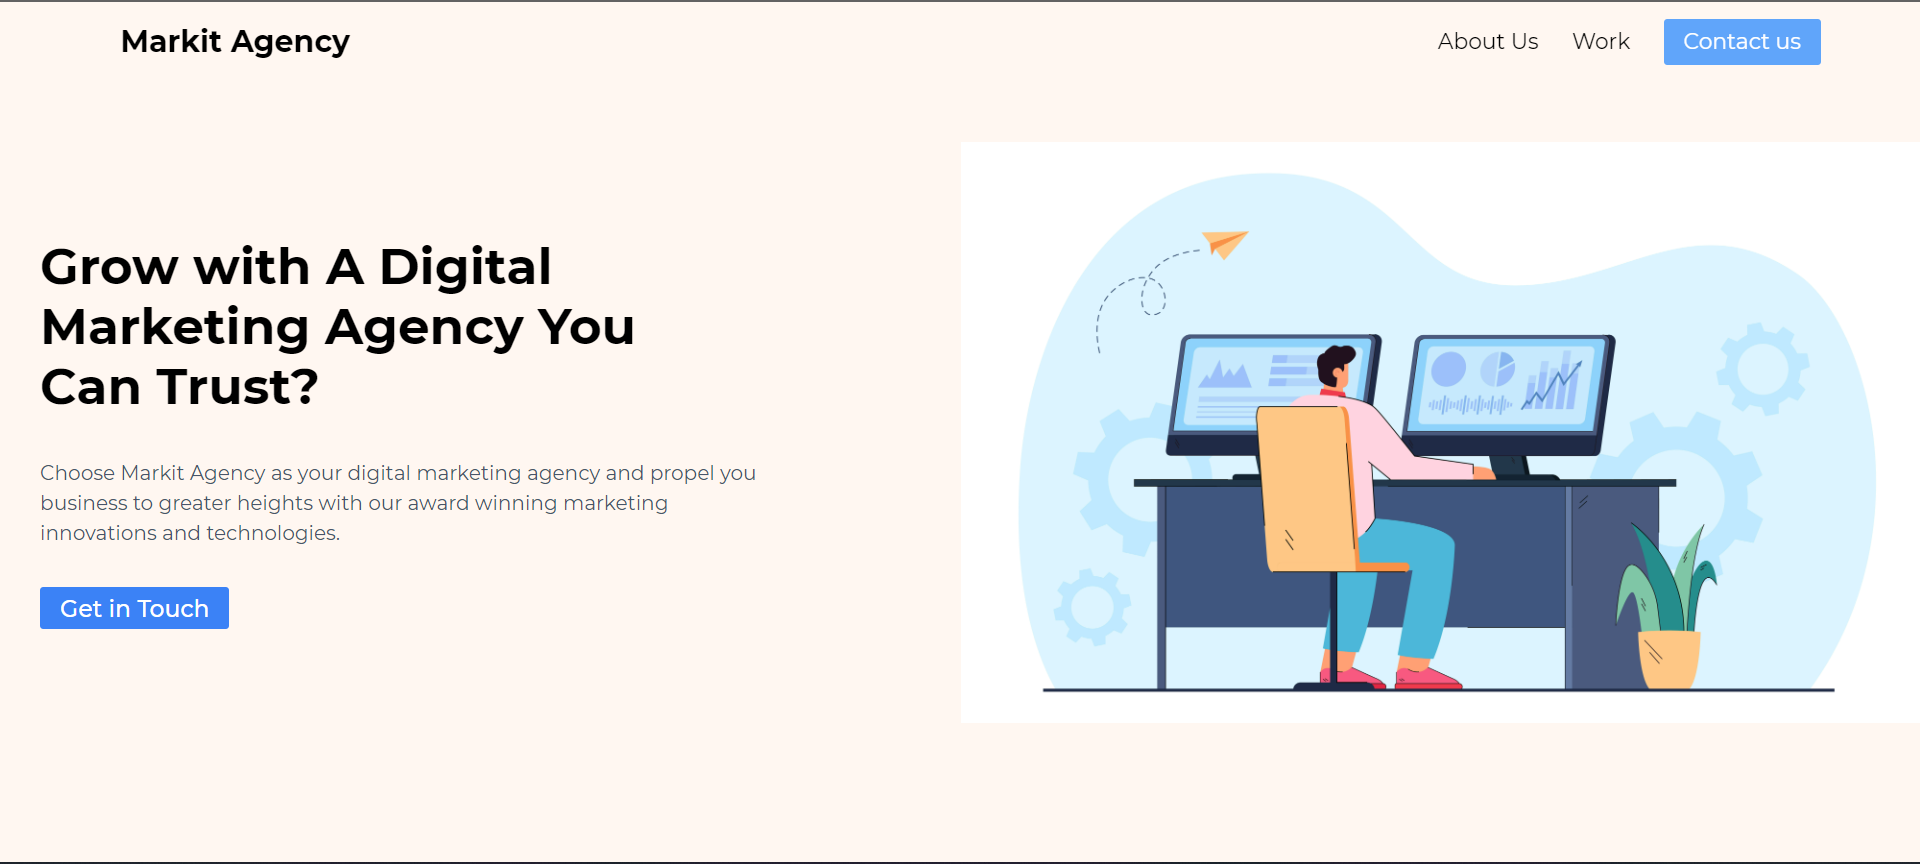 Markit Agency
About Us
Work
Contact us
Grow with A Digital
Marketing Agency You
Can Trust?
Choose Markit Agency as your digital marketing agency and propel you
business to greater heights with our award winning marketing
innovations and technologies.
Get in Touch